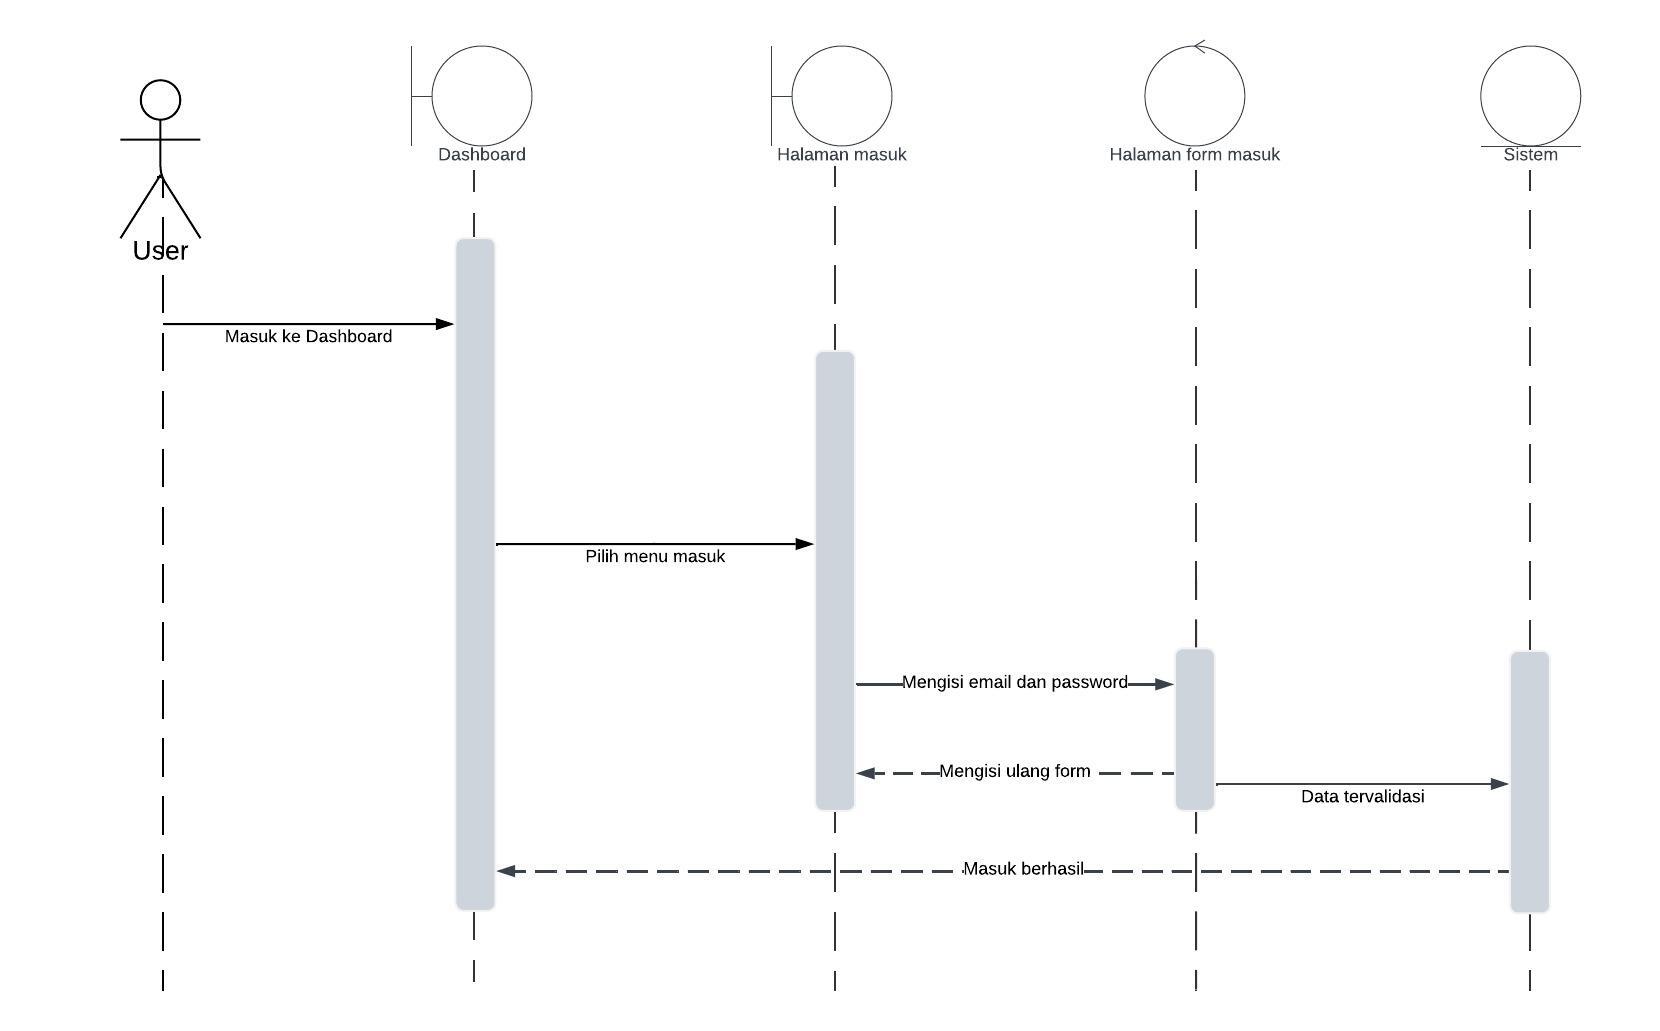 Dashboard
Halaman masuk
Halaman form masuk
Sistem
User
Masuk ke Dashboard
Pilih menu masuk
Mengisi email dan password
Mengisi ulang form
Data tervalidasi
Masuk berhasil